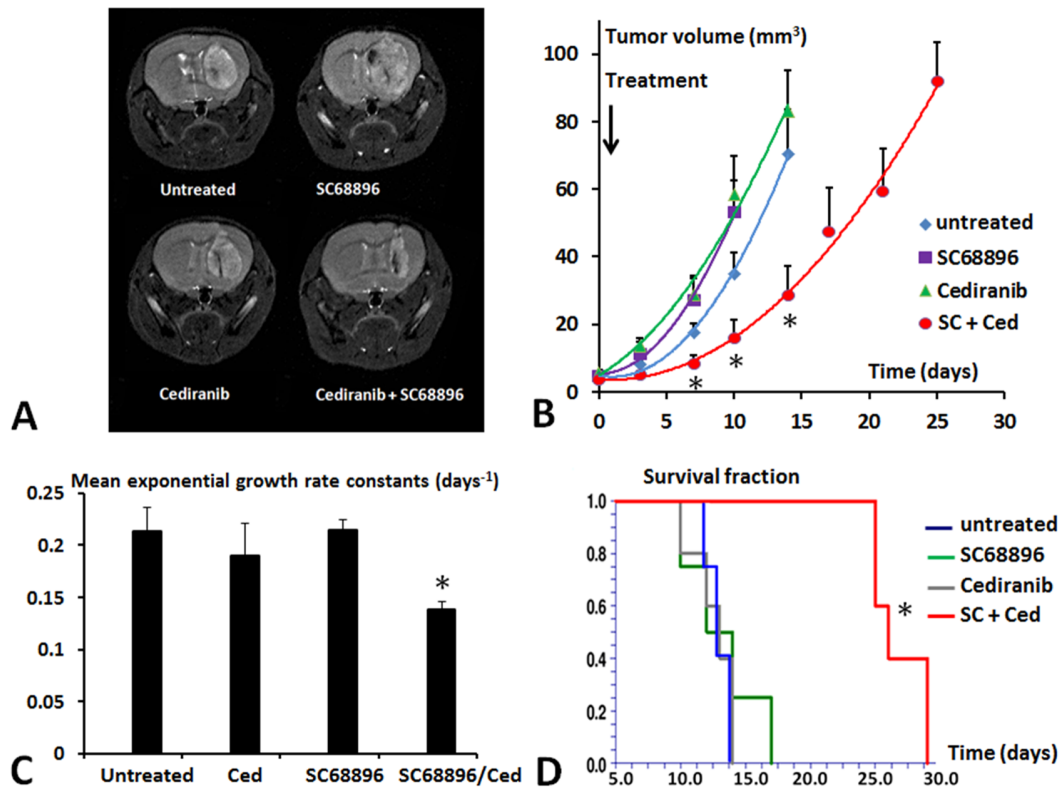 Untreated
SC68896
Cediranib
Cediranib + SC68896
A
Tumor volume (mm³)
Treatment
100
80
60
40
20
0
0
5
10
15
20
25
30
Time (days)
untreated
SC68896
Cediranib
SC + Ced
*
*
*
B
Mean exponential growth rate constants (days⁻¹)
0.25
0.2
0.15
0.1
0.05
0
*
Untreated
Ced
SC68896
SC68896/Ced
C
Survival fraction
1.0
0.8
0.6
0.4
0.2
0.0
5.0
10.0
15.0
20.0
25.0
30.0
Time (days)
untreated
SC68896
Cediranib
SC + Ced
*
D